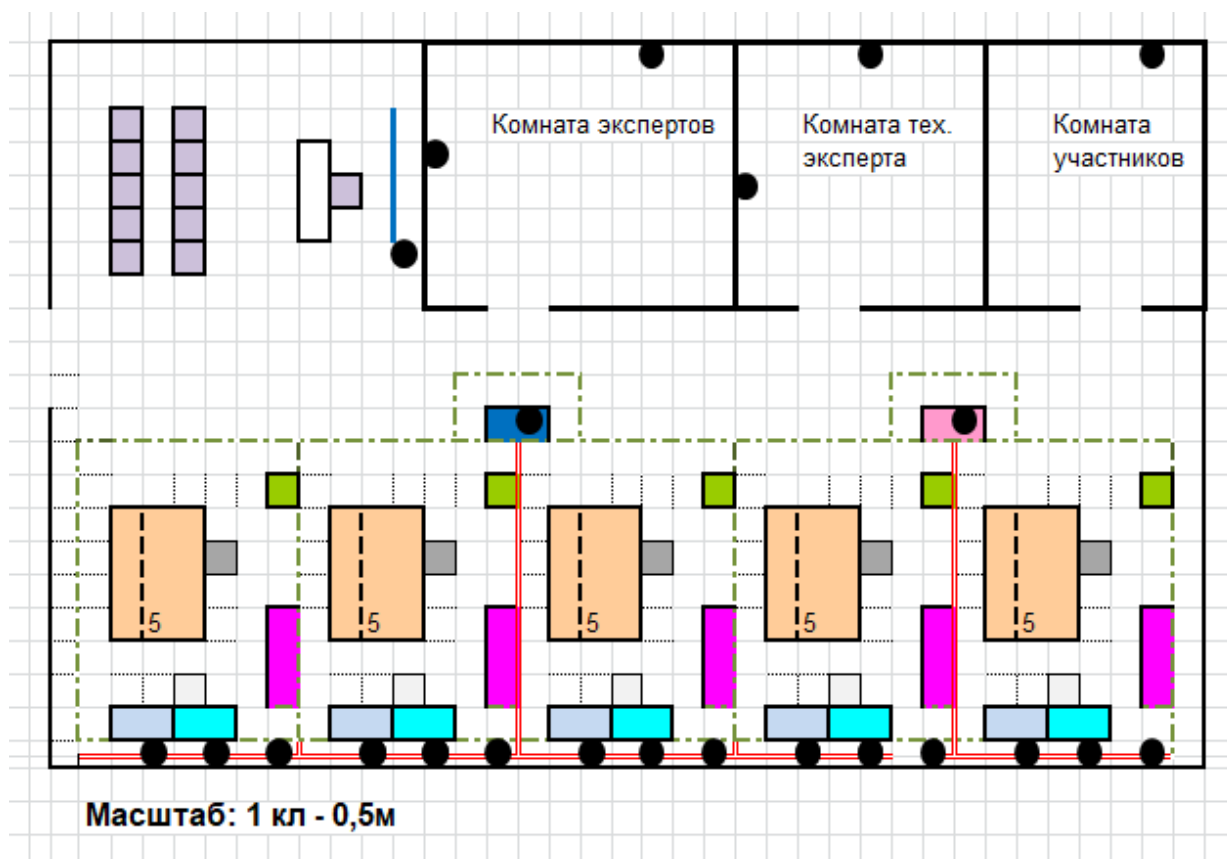 Комната экспертов
Комната тех.
эксперта
Комната
участников
5
5
5
5
5
Масштаб: 1 кл - 0,5м